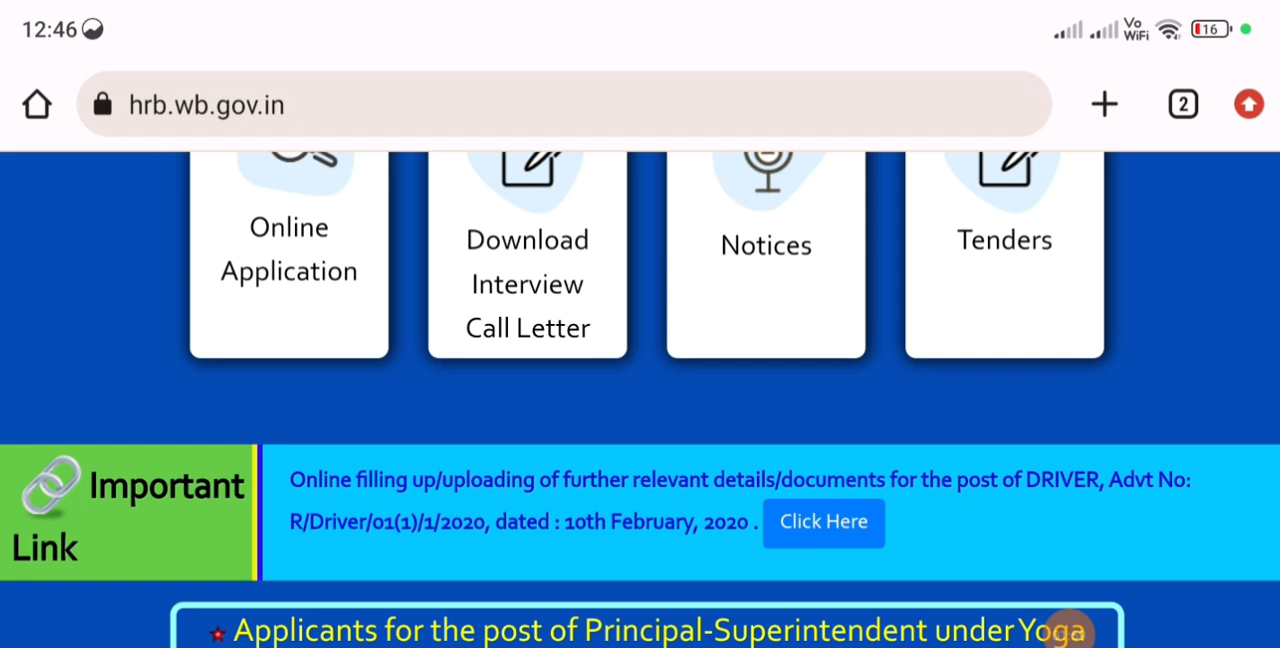 12:46
Vo
WiFi
16
hrb.wb.gov.in
2
Online
Application
Download
Interview
Call Letter
Notices
Tenders
Important
Link
Online filling up/uploading of further relevant details/documents for the post of DRIVER, Advt No:
R/Driver/01(1)/1/2020, dated : 10th February, 2020 . Click Here
Applicants for the post of Principal-Superintendent under Yoga